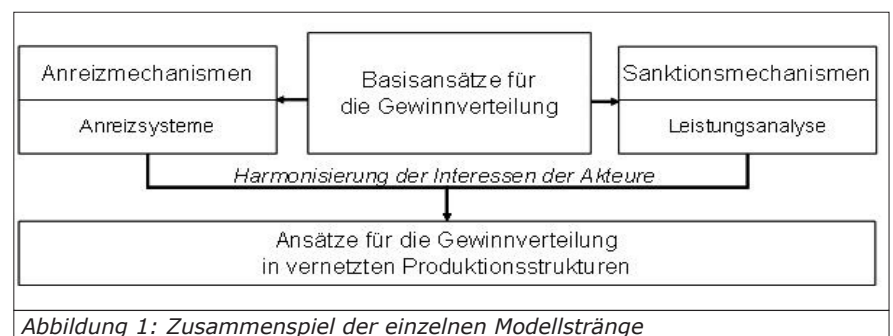 Anreizmechanismen
Anreizsysteme
Basisansätze für
die Gewinnverteilung
Sanktionsmechanismen
Leistungsanalyse
Harmonisierung der Interessen der Akteure
Ansätze für die Gewinnverteilung
in vernetzten Produktionsstrukturen
Abbildung 1: Zusammenspiel der einzelnen Modellstränge